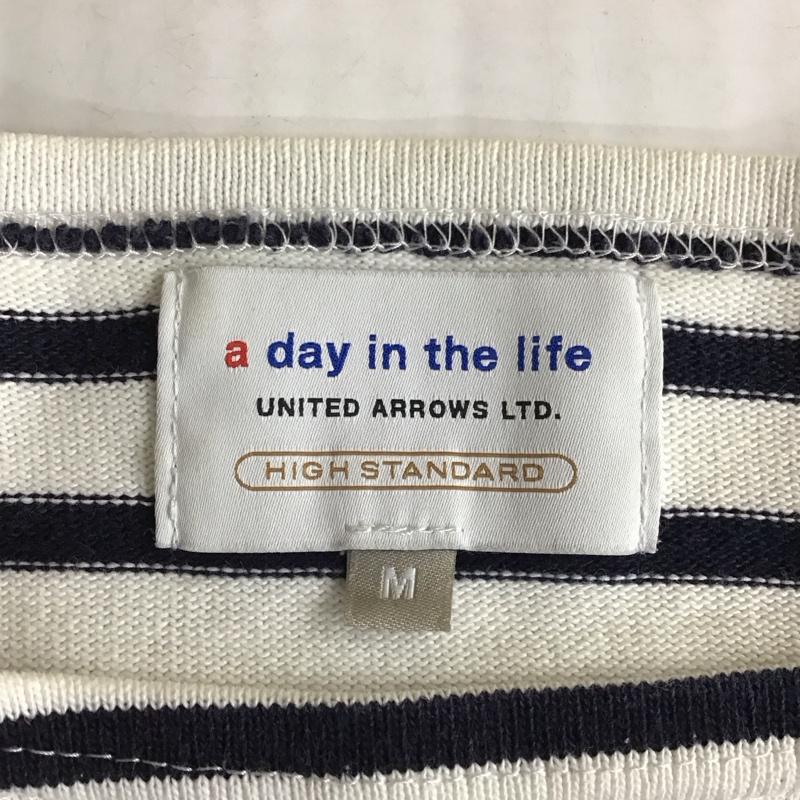 a day in the life
UNITED ARROWS LTD.
HIGH STANDARD
M